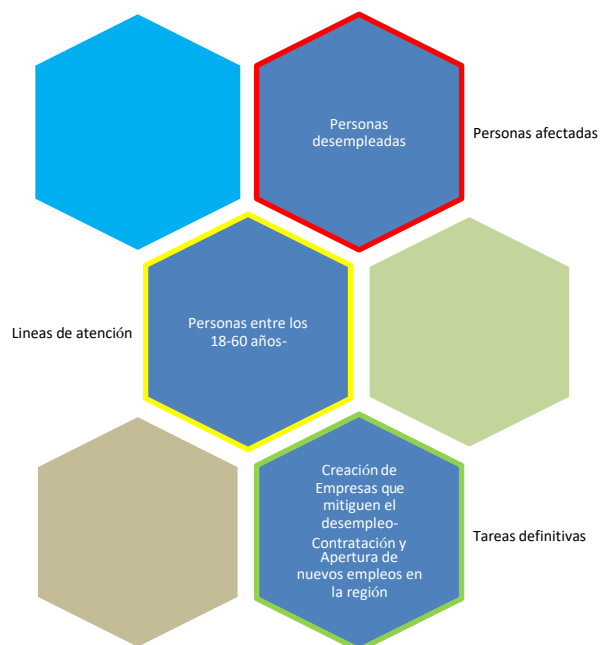 Personas
desempleadas
Personas afectadas
Lineas de atención
Personas entre los
18-60 años-
Creación de
Empresas que
mitiguen el
desempleo-
Contratación y
Apertura de
nuevos empleos en
la región
Tareas definitivas